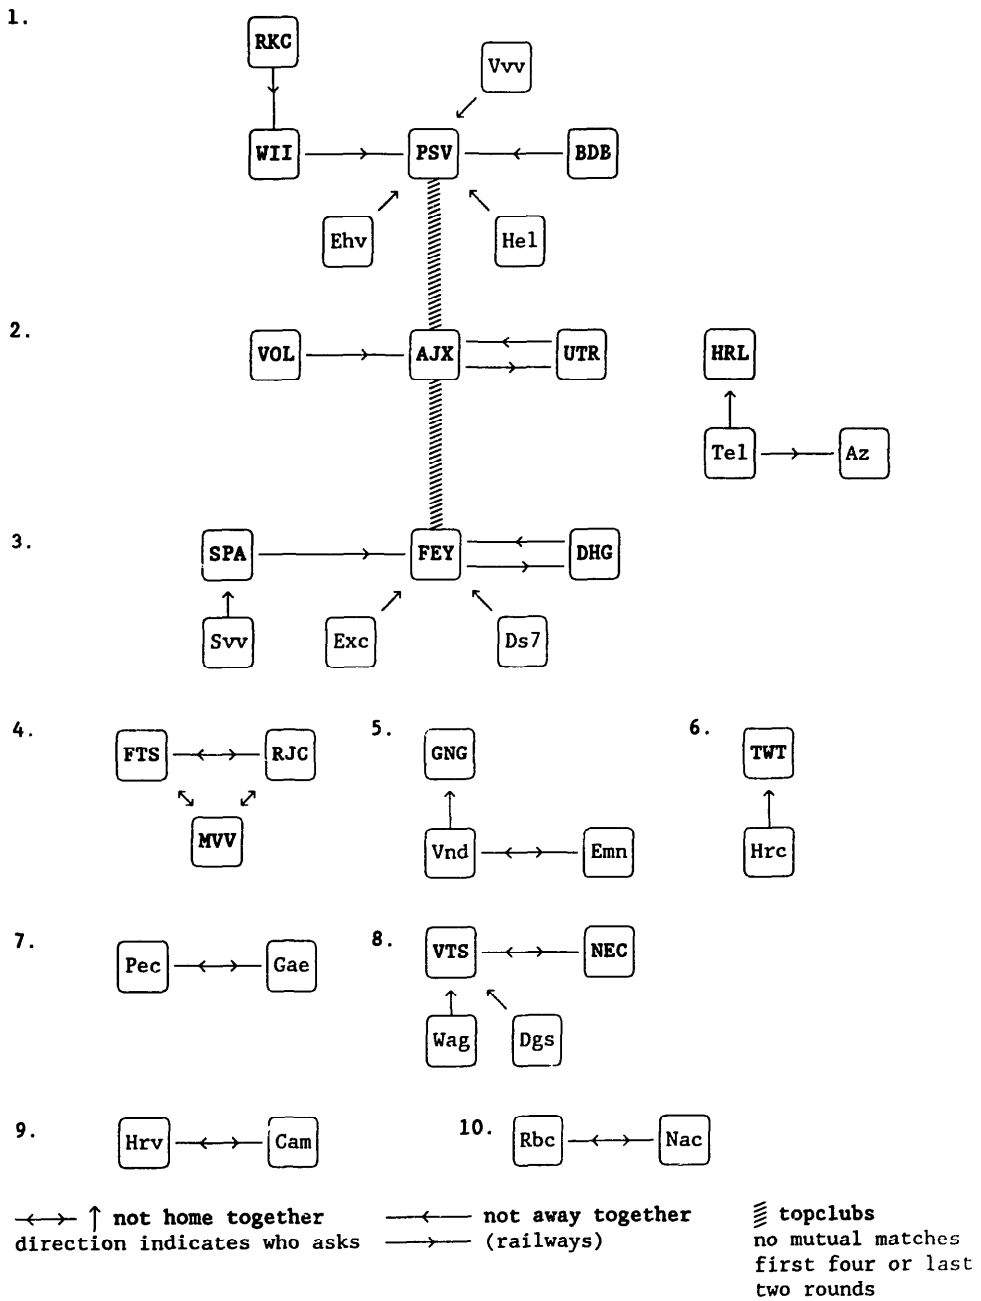 1.
RKC
Vvv
WII
PSV
BDB
Ehv
Hel
2.
VOL
AJX
UTR
HRL
Tel
Az
3.
SPA
FEY
DHG
Svv
Exc
Ds7
4.
FTS
RJC
MVV
5.
GNG
Vnd
Emn
6.
TWT
Hrc
7.
Pec
Gae
8.
VTS
NEC
Wag
Dgs
9.
Hrv
Cam
10.
Rbc
Nac
not home together
direction indicates who asks
not away together
(railways)
topclubs
no mutual matches
first four or last
two rounds